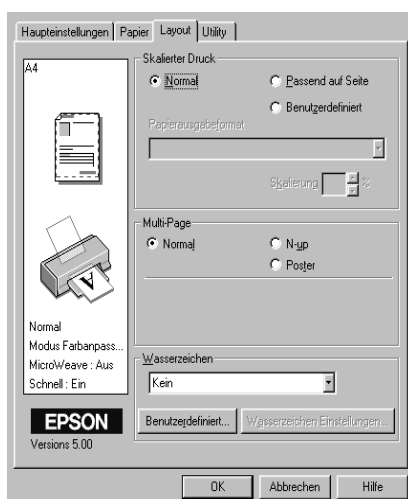 Haupteinstellungen Papier Layout Utility
A4
Skalierter Druck
Normal
Passend auf Seite
Benutzerdefiniert
Papierausgabeformat
Skalierung %
Multi-Page
Normal
N-up
Poster
Normal
Modus Farbanpass...
MicroWeave : Aus
Schnell : Ein
Wasserzeichen
Kein
Benutzerdefiniert... Wasserzeichen Einstellungen...
EPSON
Versions 5.00
OK Abbrechen Hilfe